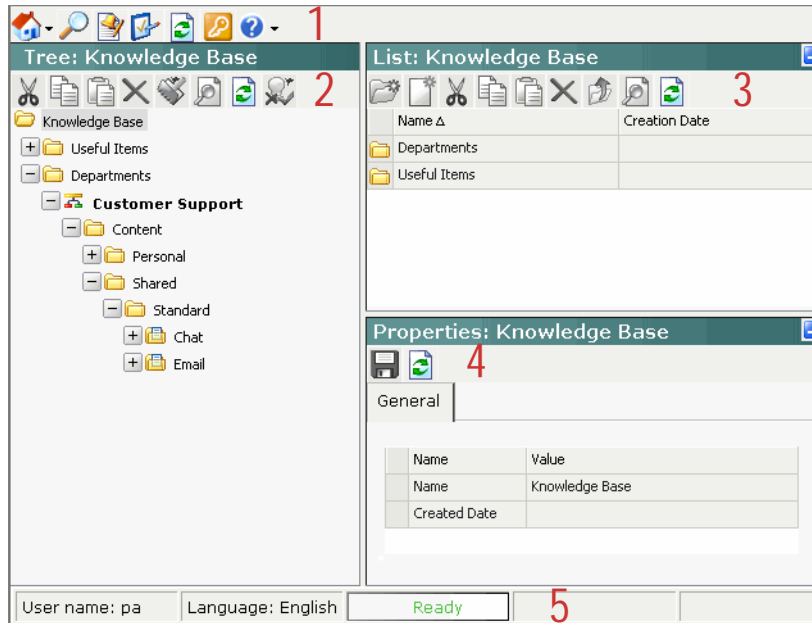 1
Tree: Knowledge Base
2
Knowledge Base
Useful Items
Departments
Customer Support
Content
Personal
Shared
Standard
Chat
Email
List: Knowledge Base
3
Name Creation Date
Departments
Useful Items
Properties: Knowledge Base
4
General
Name Value
Name Knowledge Base
Created Date
User name: pa Language: English Ready 5